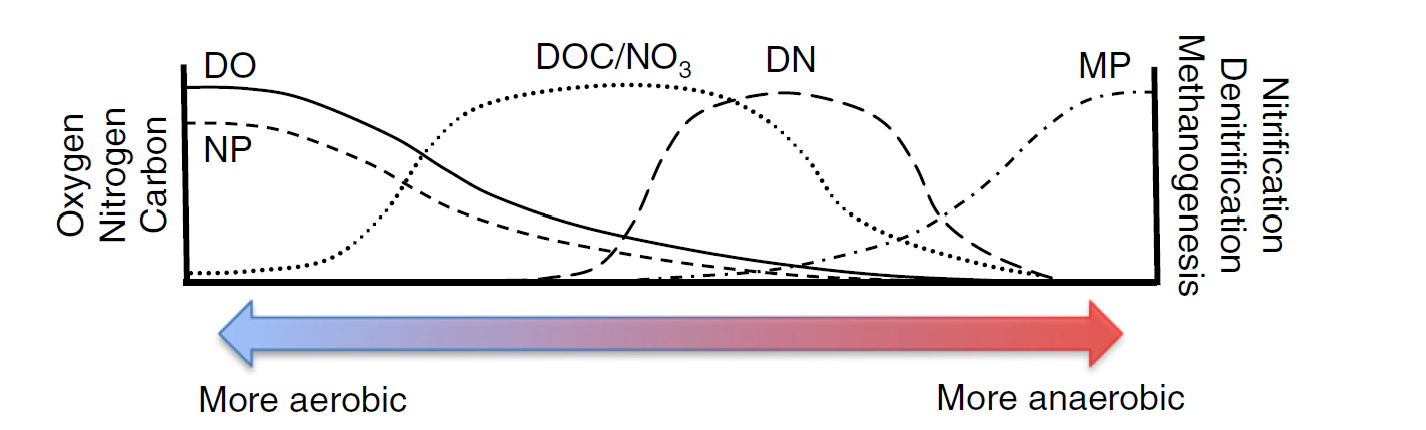 DO
NP
DOC/NO₃
DN
MP
Oxygen
Nitrogen
Carbon
Nitrification
Denitrification
Methanogenesis
More aerobic
More anaerobic